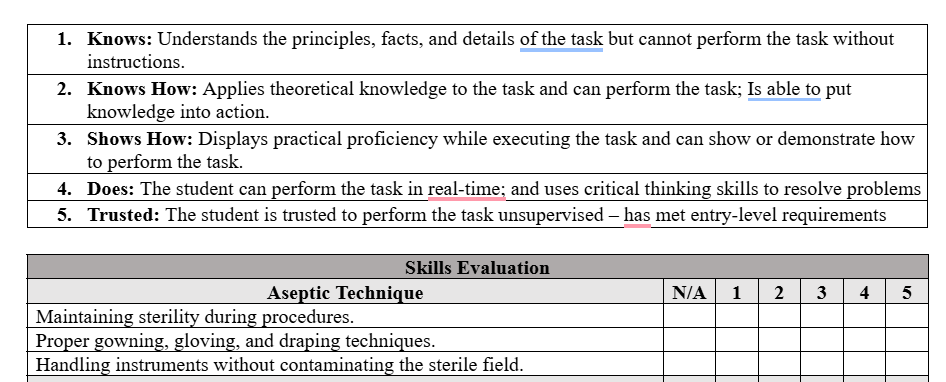 1. Knows: Understands the principles, facts, and details of the task but cannot perform the task without
instructions.
2. Knows How: Applies theoretical knowledge to the task and can perform the task; Is able to put
knowledge into action.
3. Shows How: Displays practical proficiency while executing the task and can show or demonstrate how
to perform the task.
4. Does: The student can perform the task in real-time; and uses critical thinking skills to resolve problems
5. Trusted: The student is trusted to perform the task unsupervised – has met entry-level requirements
Skills Evaluation
Aseptic Technique N/A 1 2 3 4 5
Maintaining sterility during procedures.
Proper gowning, gloving, and draping techniques.
Handling instruments without contaminating the sterile field.